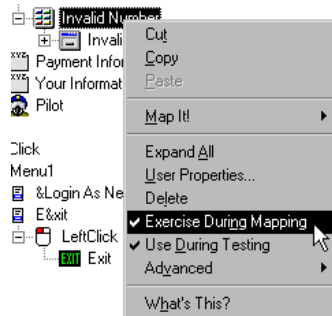 Invalid Number
Invali
Payment Infor
Your Informat
Pilot
Click
Menu1
&Login As Ne
E&xit
LeftClick
EXIT Exit
Cut
Copy
Paste
Map It!
Expand All
User Properties...
Delete
Exercise During Mapping
Use During Testing
Advanced
What's This?